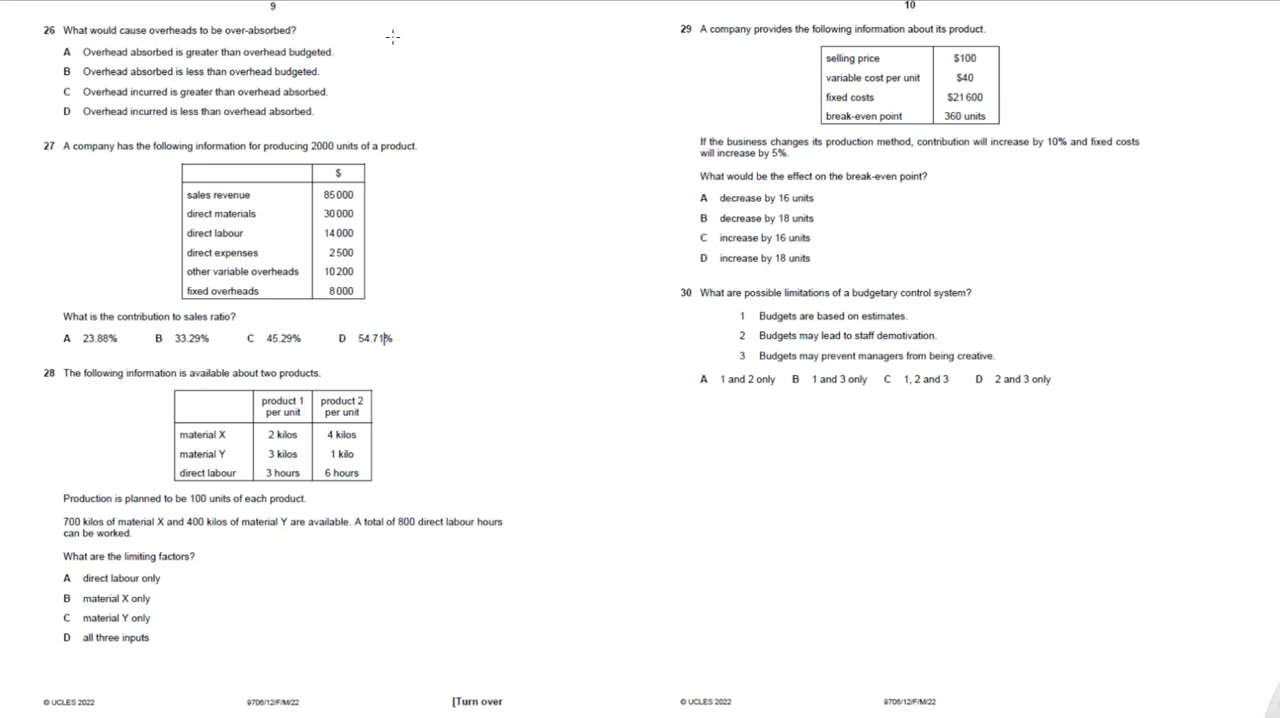 9
26 What would cause overheads to be over-absorbed?
A Overhead absorbed is greater than overhead budgeted.
B Overhead absorbed is less than overhead budgeted.
C Overhead incurred is greater than overhead absorbed.
D Overhead incurred is less than overhead absorbed.
27 A company has the following information for producing 2000 units of a product.
$
sales revenue 85 000
direct materials 30 000
direct labour 14 000
direct expenses 2 500
other variable overheads 10 200
fixed overheads 8 000
What is the contribution to sales ratio?
A 23.88% B 33.29% C 45.29% D 54.71%
28 The following information is available about two products.
product 1 per unit product 2 per unit
material X 2 kilos 4 kilos
material Y 3 kilos 1 kilo
direct labour 3 hours 6 hours
Production is planned to be 100 units of each product.
700 kilos of material X and 400 kilos of material Y are available. A total of 800 direct labour hours
can be worked.
What are the limiting factors?
A direct labour only
B material X only
C material Y only
D all three inputs
© UCLES 2022 9706/12/F/M/22 [Turn over
10
29 A company provides the following information about its product.
selling price $100
variable cost per unit $40
fixed costs $21 600
break-even point 360 units
If the business changes its production method, contribution will increase by 10% and fixed costs
will increase by 5%.
What would be the effect on the break-even point?
A decrease by 16 units
B decrease by 18 units
C increase by 16 units
D increase by 18 units
30 What are possible limitations of a budgetary control system?
1 Budgets are based on estimates.
2 Budgets may lead to staff demotivation.
3 Budgets may prevent managers from being creative.
A 1 and 2 only B 1 and 3 only C 1, 2 and 3 D 2 and 3 only
© UCLES 2022 9706/12/F/M/22